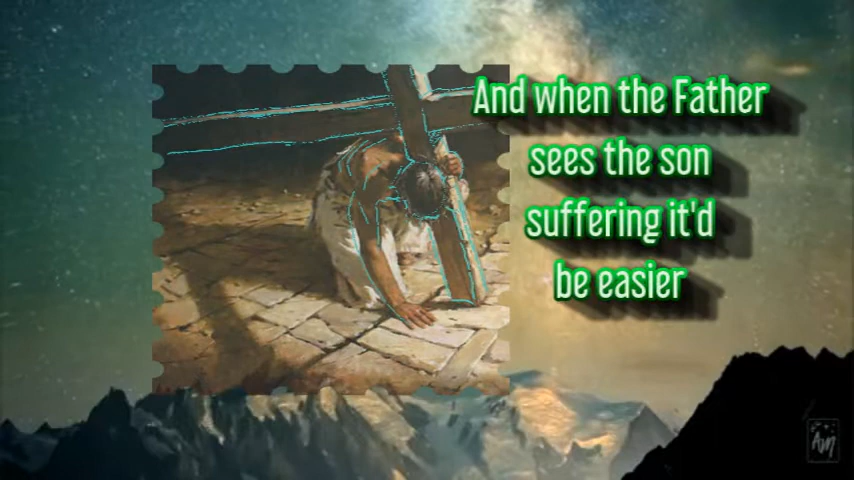 And when the Father
sees the son
suffering it'd
be easier